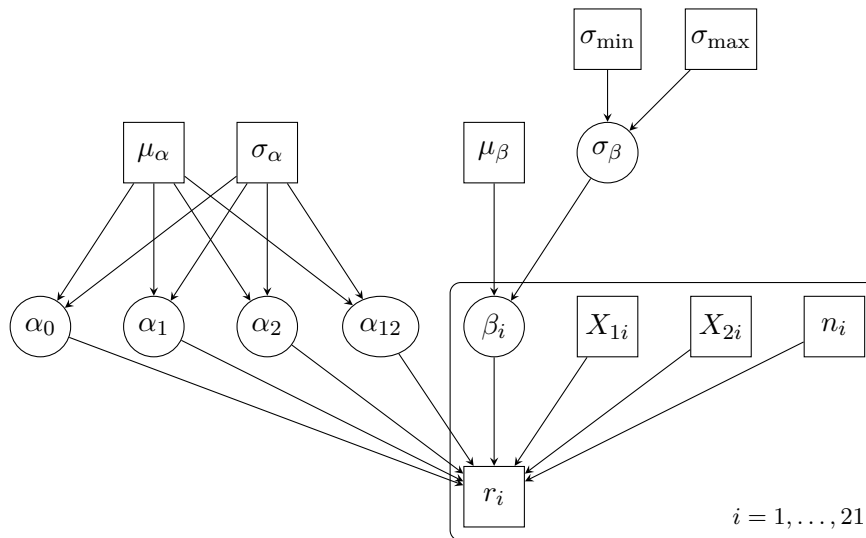 σ_min σ_max
μ_α σ_α μ_β σ_β
α_0 α_1 α_2 α_12 β_i X_1i X_2i n_i
r_i
i = 1, . . . , 21